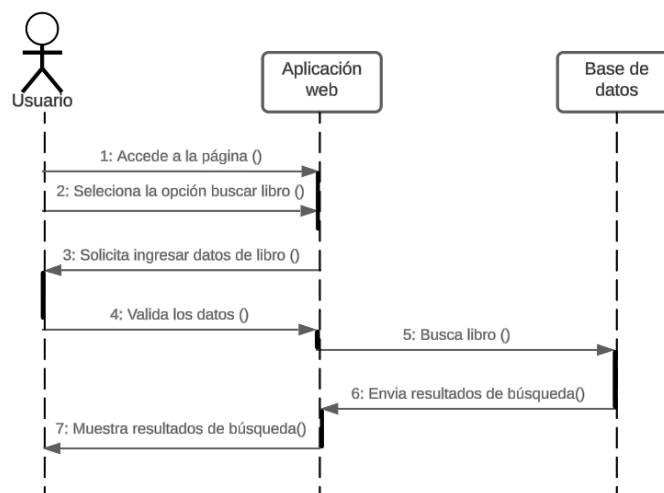 Usuario
Aplicación
web
Base de
datos
1: Accede a la página ()
2: Seleciona la opción buscar libro ()
3: Solicita ingresar datos de libro ()
4: Valida los datos ()
5: Busca libro ()
6: Envia resultados de búsqueda()
7: Muestra resultados de búsqueda()